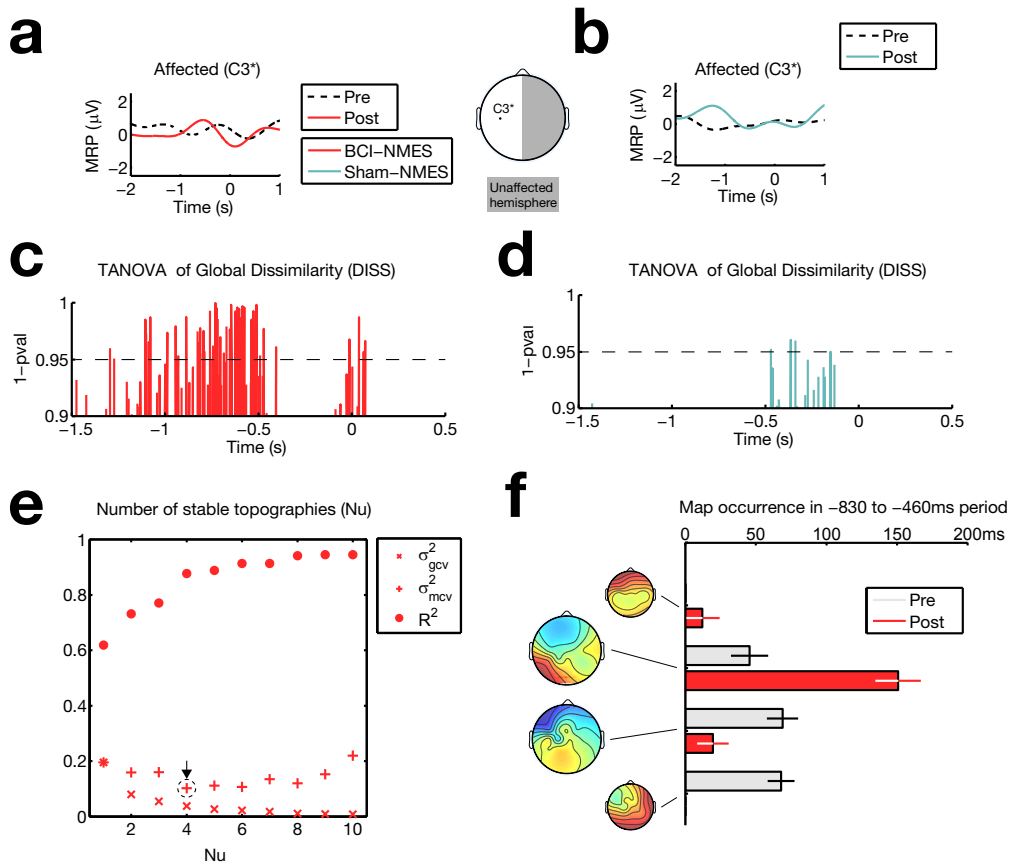 a
Affected (C3*)
MRP (μV)
2
0
−2
−2
−1
0
1
Time (s)
Pre
Post
BCI−NMES
Sham−NMES
C3*
Unaffected
hemisphere
b
Pre
Post
Affected (C3*)
MRP (μV)
2
0
−2
−2
−1
0
1
Time (s)
c
TANOVA of Global Dissimilarity (DISS)
1−pval
1
0.95
0.9
−1.5
−1
−0.5
0
0.5
Time (s)
d
TANOVA of Global Dissimilarity (DISS)
1−pval
1
0.95
0.9
−1.5
−1
−0.5
0
0.5
Time (s)
e
Number of stable topographies (Nu)
1
0.8
0.6
0.4
0.2
0
2
4
6
8
10
Nu
σ²gcv
σ²mcv
R²
f
Map occurrence in −830 to −460ms period
0
50
100
150
200ms
Pre
Post